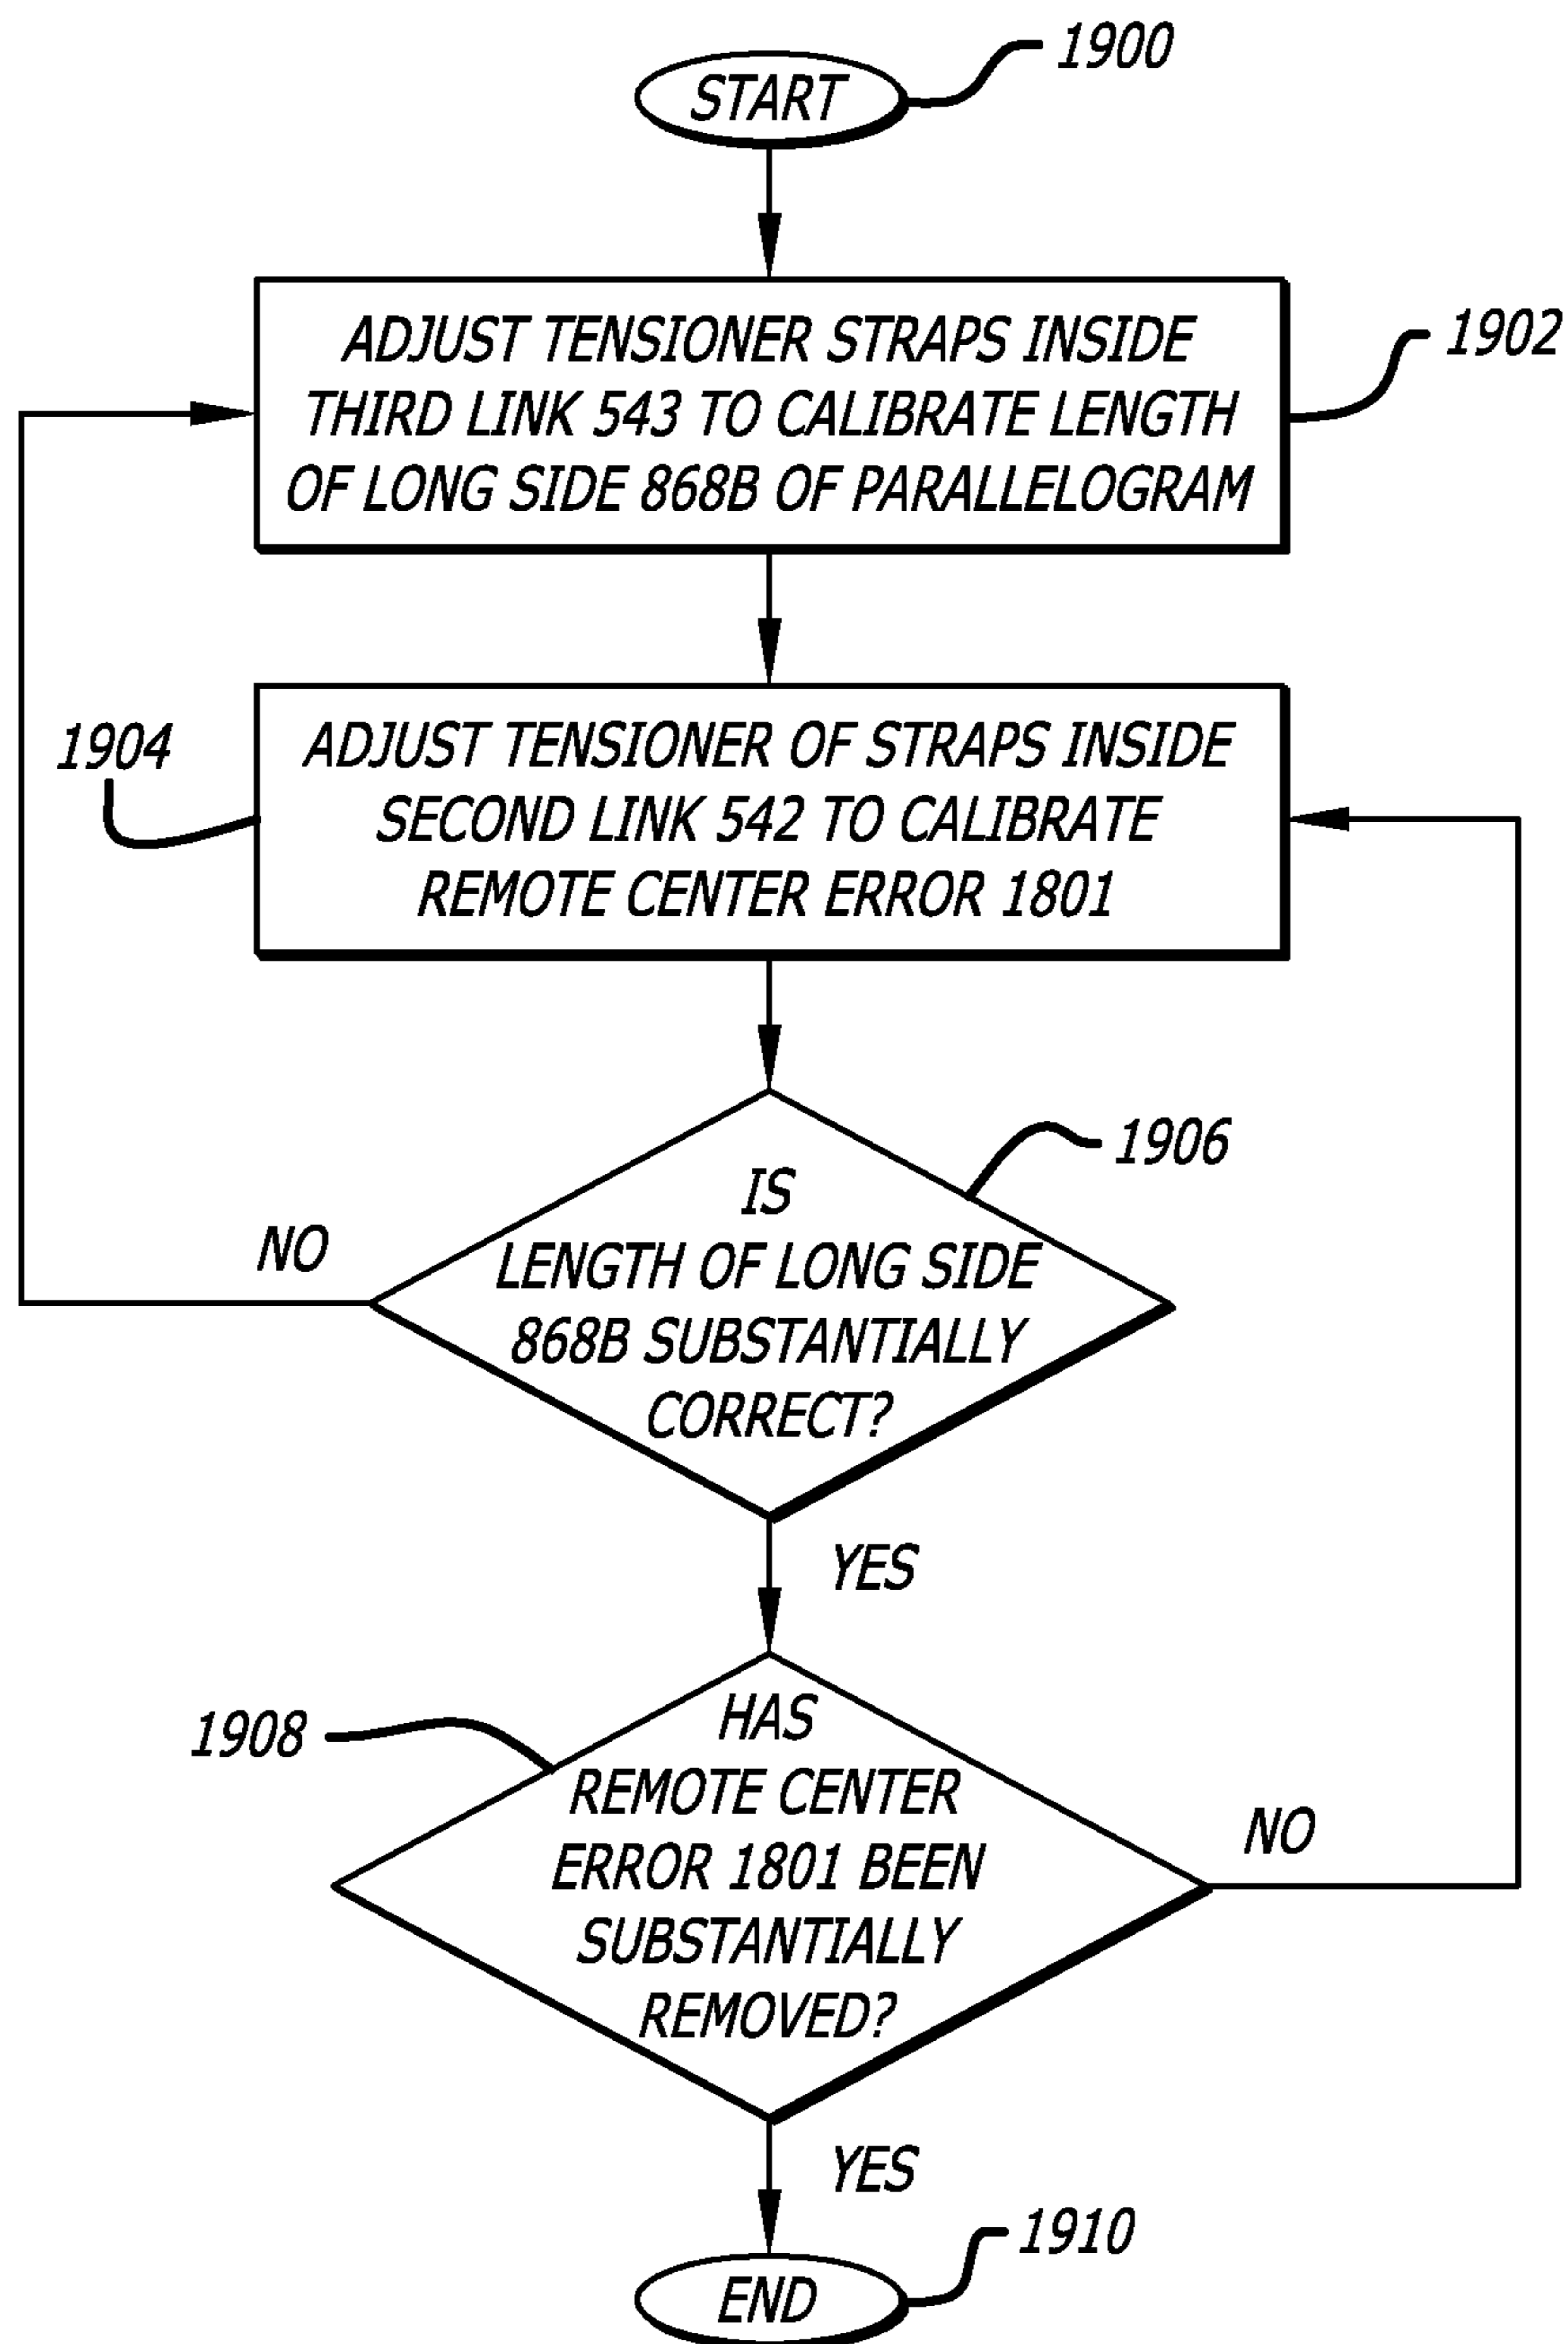 START
1900
ADJUST TENSIONER STRAPS INSIDE
THIRD LINK 543 TO CALIBRATE LENGTH
OF LONG SIDE 868B OF PARALLELOGRAM
1902
1904
ADJUST TENSIONER OF STRAPS INSIDE
SECOND LINK 542 TO CALIBRATE
REMOTE CENTER ERROR 1801
1906
IS
LENGTH OF LONG SIDE
868B SUBSTANTIALLY
CORRECT?
NO
YES
1908
HAS
REMOTE CENTER
ERROR 1801 BEEN
SUBSTANTIALLY
REMOVED?
NO
YES
1910
END